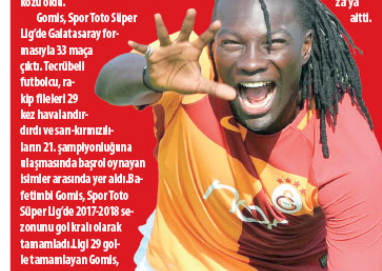 kozu oldu.
Gomis, Spor Toto Süper
Lig'de Galatasaray for-
masıyla 33 maça
çıktı. Tecrübeli
futbolcu, ra-
kip fileleri 29
kez havalandır-
dırdı ve sarı-kırmızılı-
ların 21. şampiyonluğuna
ulaşmasında başrol oynayan
isimler arasında yer aldı.Ba-
fetimbi Gomis, Spor Toto
Süper Lig'de 2017-2018 se-
zonunu gol kralı olarak
tamamladı.Ligi 29 gol-
le tamamlayan Gomis,
za'ya
aitti.